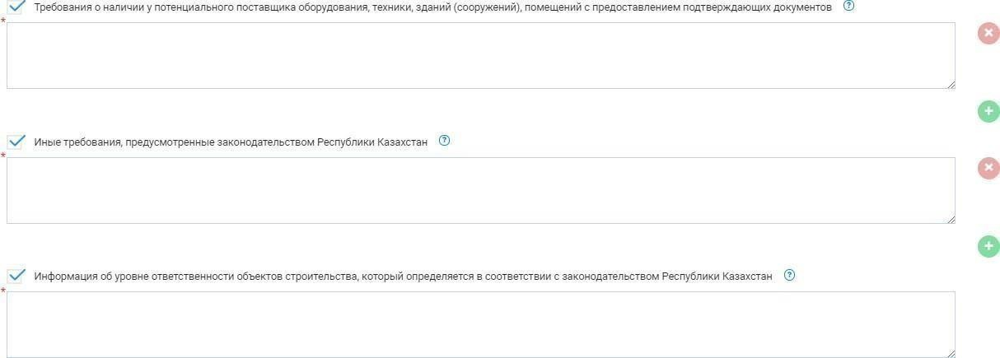 Требования о наличии у потенциального поставщика оборудования, техники, зданий (сооружений), помещений с предоставлением подтверждающих документов ?
*
Иные требования, предусмотренные законодательством Республики Казахстан ?
*
Информация об уровне ответственности объектов строительства, который определяется в соответствии с законодательством Республики Казахстан ?
*